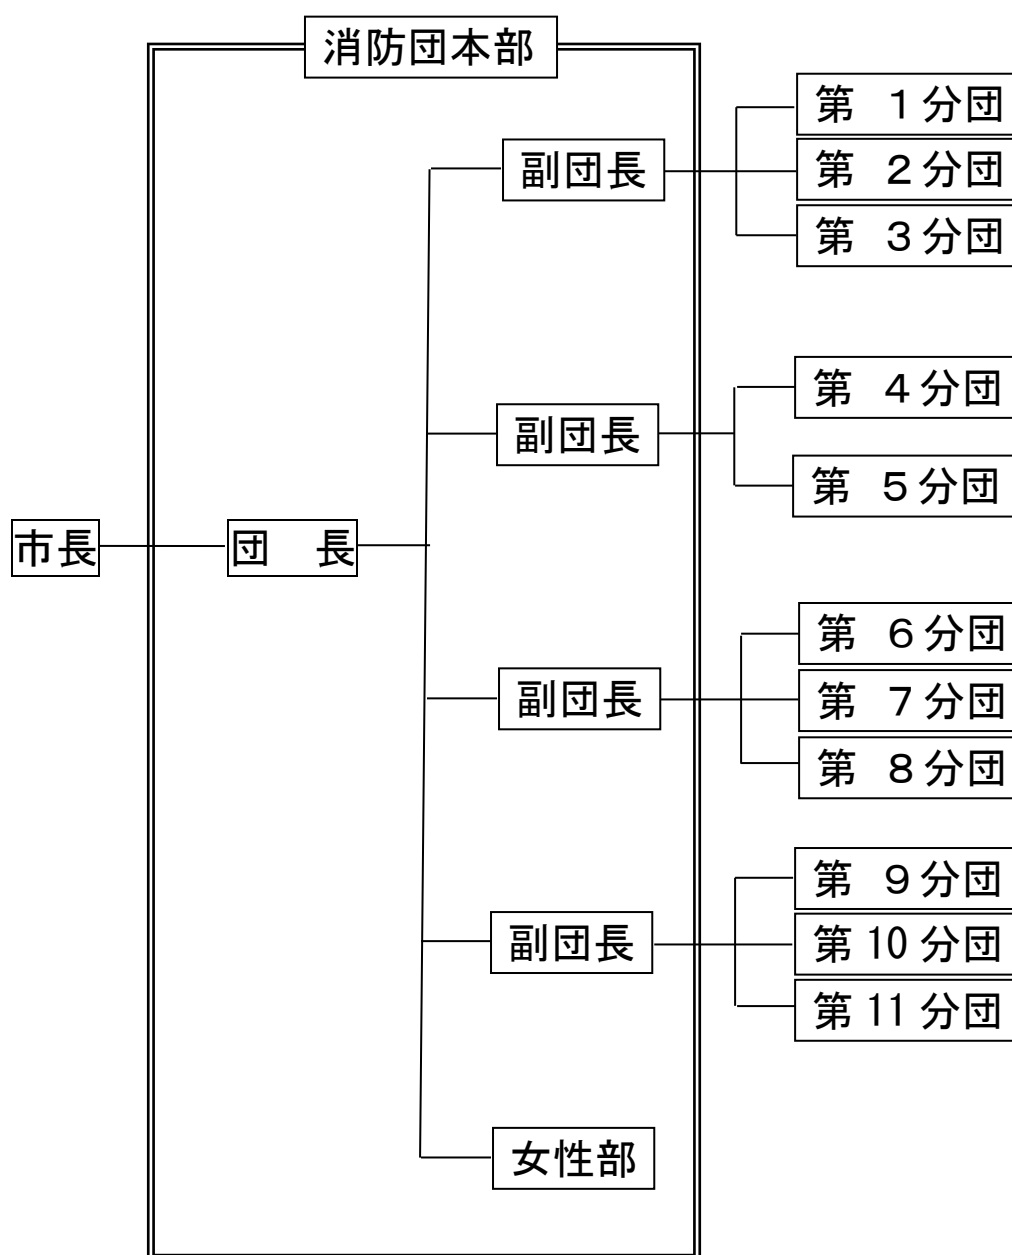 消防団本部
市長
団　長
副団長
第　１分団
第　２分団
第　３分団
副団長
第　４分団
第　５分団
副団長
第　６分団
第　７分団
第　８分団
副団長
第　９分団
第 10 分団
第 11 分団
女性部